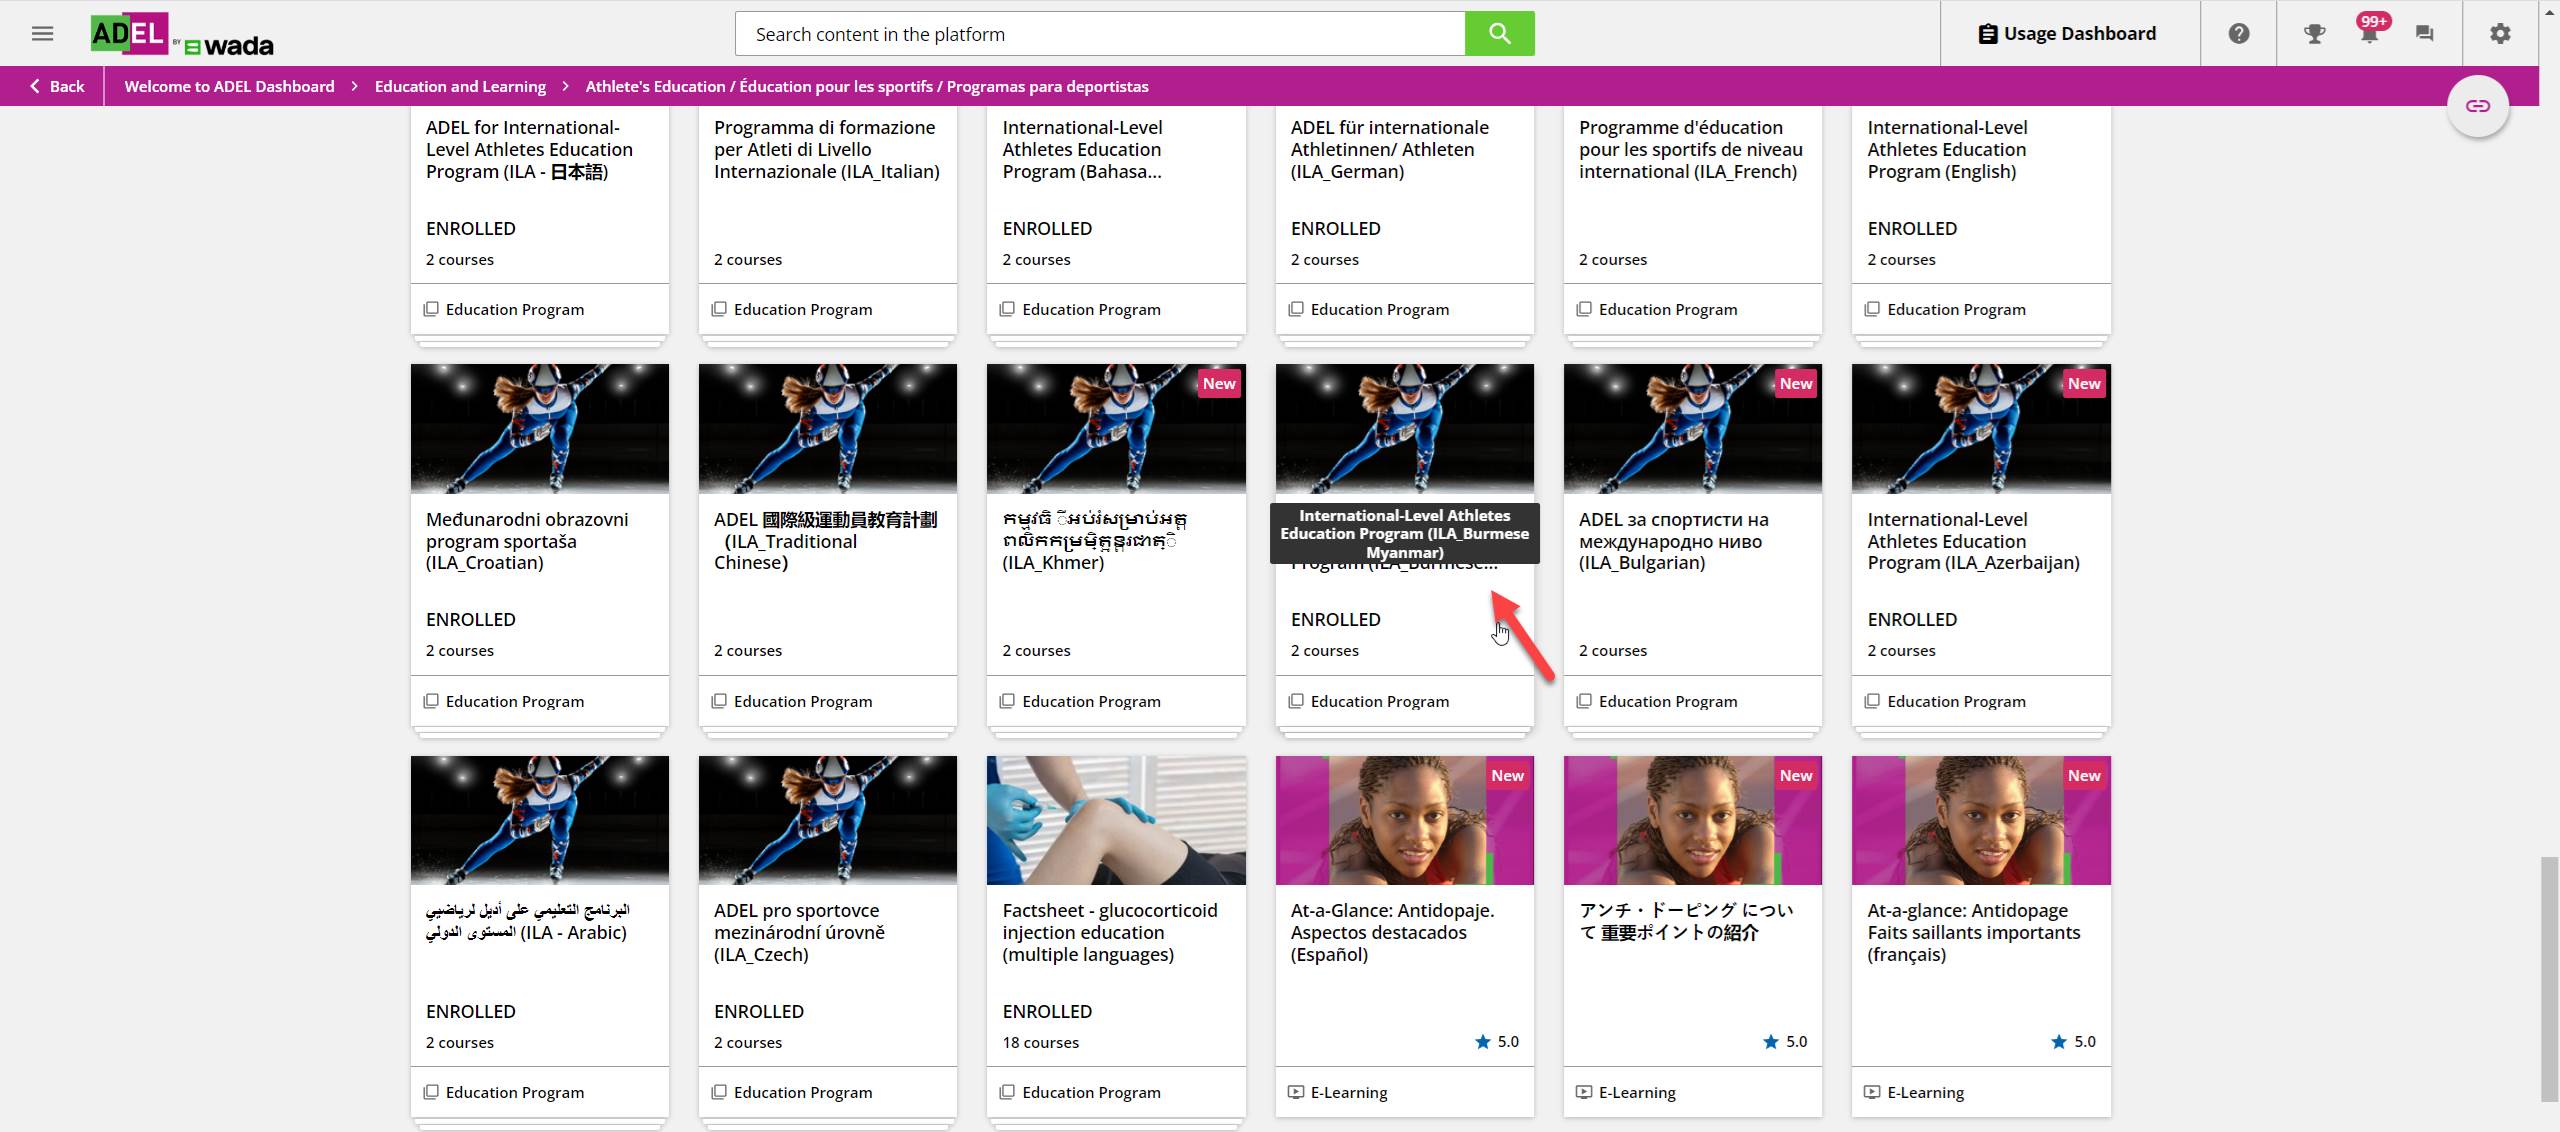 ADEL BY wada
Search content in the platform
Usage Dashboard
99+
Back
Welcome to ADEL Dashboard
Education and Learning
Athlete's Education / Éducation pour les sportifs / Programas para deportistas
ADEL for International-
Level Athletes Education
Program (ILA - 日本語)
ENROLLED
2 courses
Education Program
Programma di formazione
per Atleti di Livello
Internazionale (ILA_Italian)
2 courses
Education Program
International-Level
Athletes Education
Program (Bahasa...
ENROLLED
2 courses
Education Program
ADEL für internationale
Athletinnen/ Athleten
(ILA_German)
ENROLLED
2 courses
Education Program
Programme d'éducation
pour les sportifs de niveau
international (ILA_French)
2 courses
Education Program
International-Level
Athletes Education
Program (English)
ENROLLED
2 courses
Education Program
Međunarodni obrazovni
program sportaša
(ILA_Croatian)
ENROLLED
2 courses
Education Program
ADEL 國際級運動員教育計劃
（ILA_Traditional
Chinese）
2 courses
Education Program
New
កម្មវធិ ីអប់រំសម្រាប់អត្ត
ពលិកកម្រមិត្អន្តរជាត្ិ
(ILA_Khmer)
2 courses
Education Program
International-Level Athletes
Education Program (ILA_Burmese
Myanmar)
Program (ILA_Burmese...
ENROLLED
2 courses
Education Program
New
ADEL за спортисти на
международно ниво
(ILA_Bulgarian)
2 courses
Education Program
New
International-Level
Athletes Education
Program (ILA_Azerbaijan)
ENROLLED
2 courses
Education Program
البرنامج التعليمي على أديل لرياضيي
المستوى الدولي (ILA - Arabic)
ENROLLED
2 courses
Education Program
ADEL pro sportovce
mezinárodní úrovně
(ILA_Czech)
ENROLLED
2 courses
Education Program
Factsheet - glucocorticoid
injection education
(multiple languages)
ENROLLED
18 courses
Education Program
New
At-a-Glance: Antidopaje.
Aspectos destacados
(Español)
5.0
E-Learning
New
アンチ・ドーピング につい
て 重要ポイントの紹介
5.0
E-Learning
New
At-a-glance: Antidopage
Faits saillants importants
(français)
5.0
E-Learning